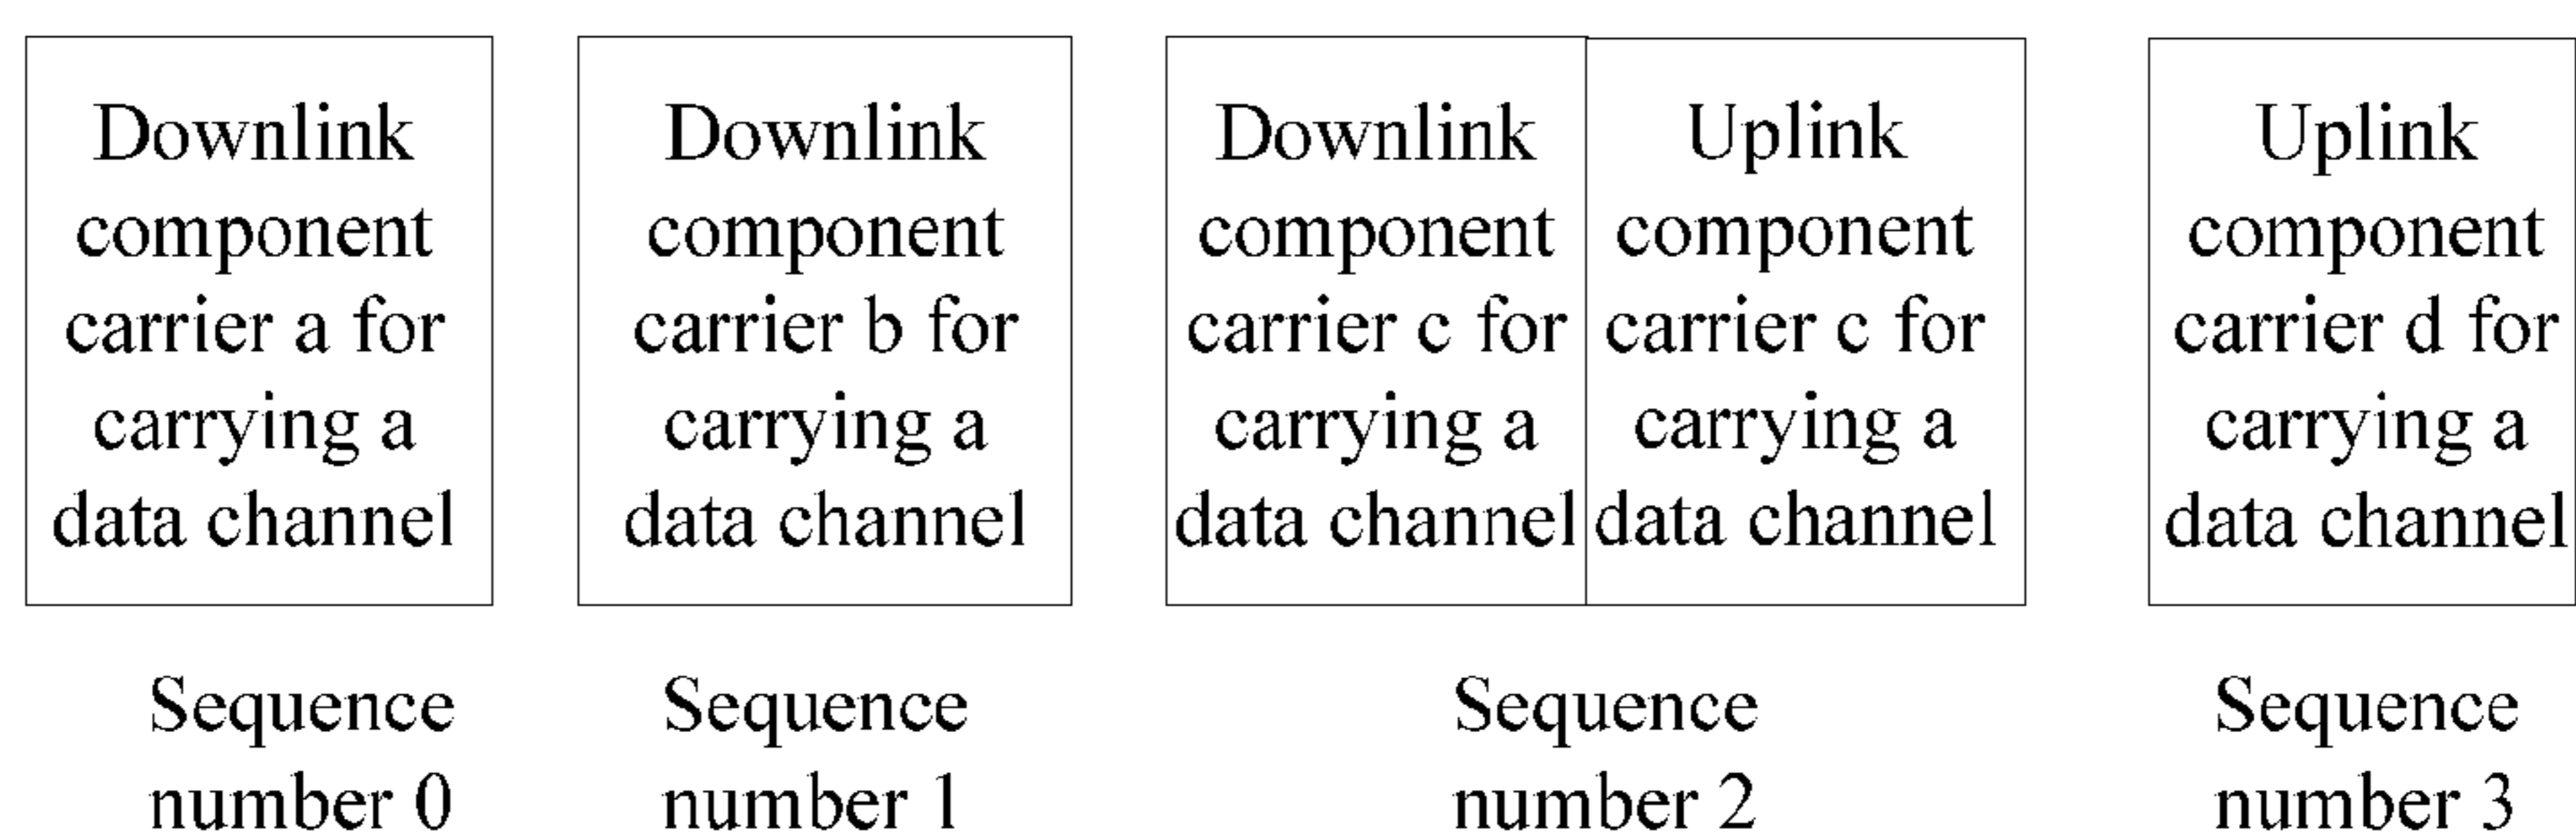 Downlink
component
carrier a for
carrying a
data channel
Downlink
component
carrier b for
carrying a
data channel
Downlink
component
carrier c for
carrying a
data channel
Uplink
component
carrier c for
carrying a
data channel
Uplink
component
carrier d for
carrying a
data channel
Sequence
number 0
Sequence
number 1
Sequence
number 2
Sequence
number 3